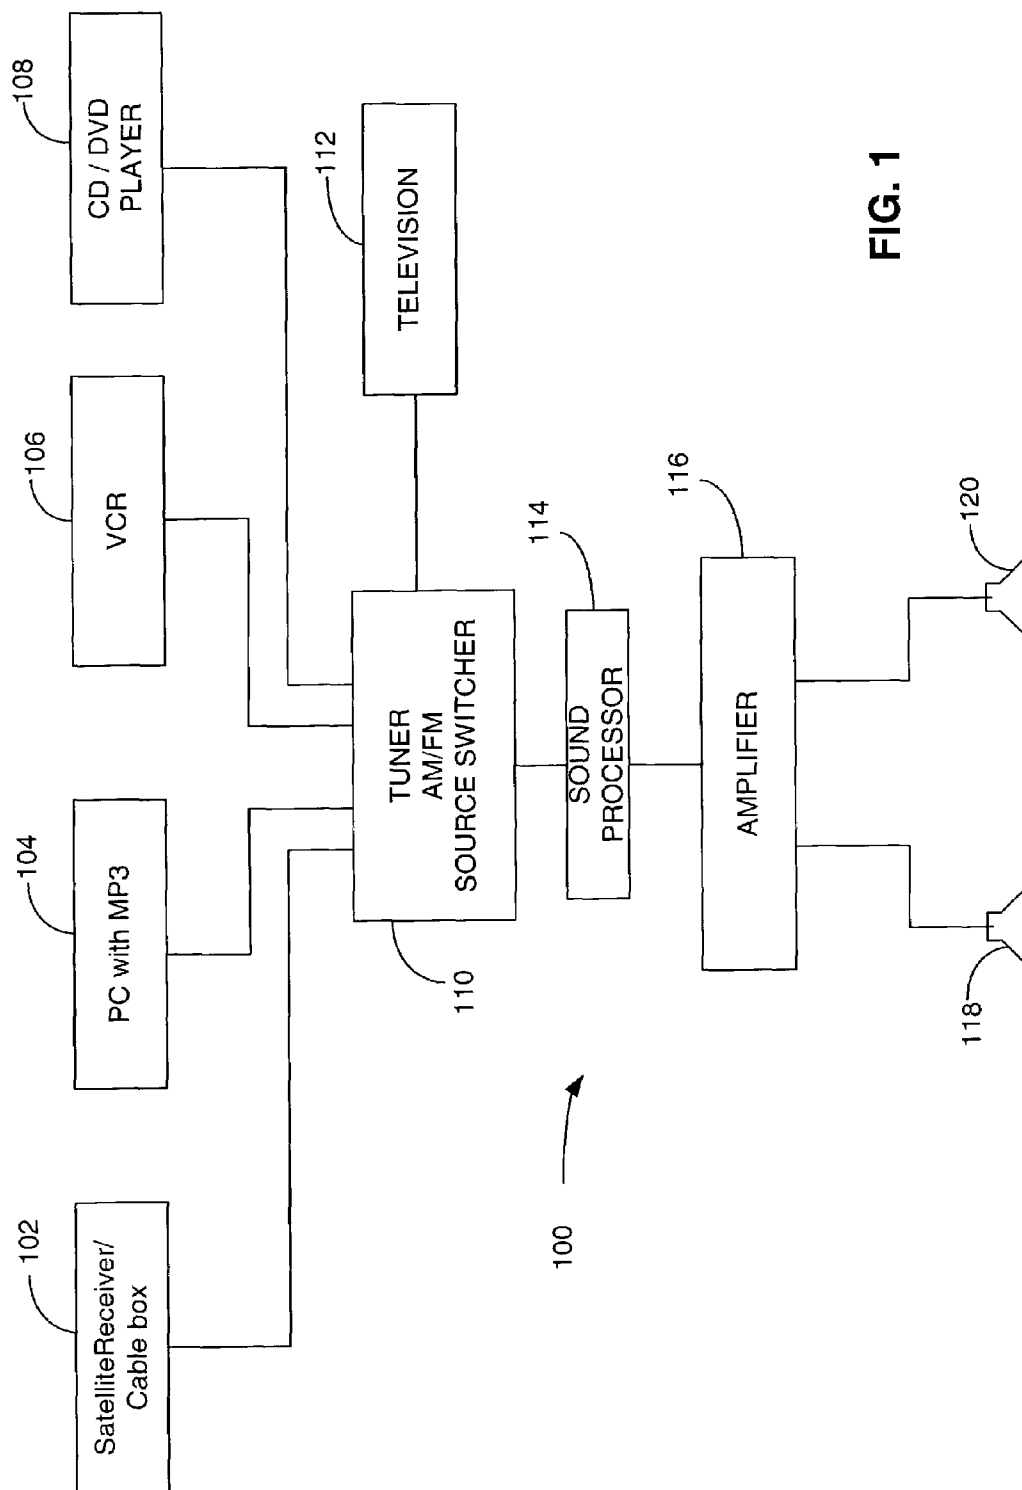 102
104
106
108
SatelliteReceiver/
Cable box
PC with MP3
VCR
CD / DVD
PLAYER
110
TUNER
AM/FM
SOURCE SWITCHER
112
TELEVISION
114
SOUND
PROCESSOR
100
116
AMPLIFIER
118
120
FIG. 1